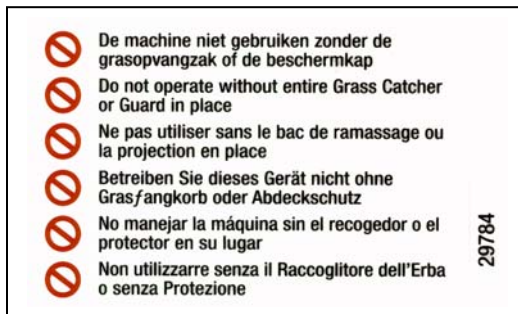 De machine niet gebruiken zonder de
grasopvangzak of de beschermkap
Do not operate without entire Grass Catcher
or Guard in place
Ne pas utiliser sans le bac de ramassage ou
la projection en place
Betreiben Sie dieses Gerät nicht ohne
Grasƒangkorb oder Abdeckschutz
No manejar la máquina sin el recogedor o el
protector en su lugar
Non utilizzarre senza il Raccoglitore dell'Erba
o senza Protezione
29784